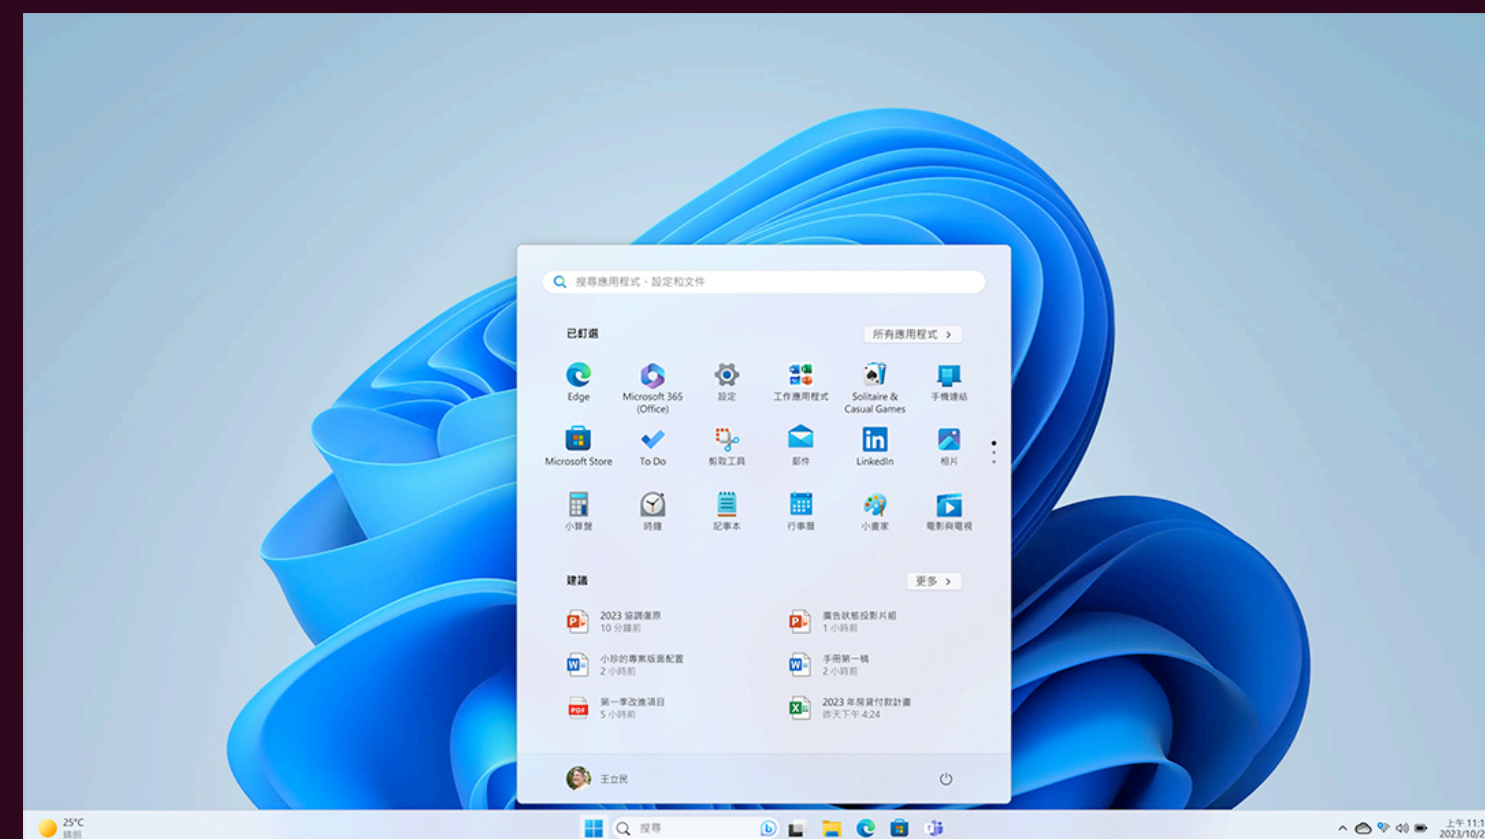 搜尋應用程式、設定和文件
已釘選
所有應用程式
Edge
Microsoft 365
(Office)
設定
工作應用程式
Solitaire &
Casual Games
手機連結
Microsoft Store
To Do
剪取工具
郵件
LinkedIn
相片
小算盤
時鐘
記事本
行事曆
小畫家
電影與電視
建議
更多
2023 協調復原
10 分鐘前
廣告狀態投影片組
1 小時前
小珍的專案版面配置
2 小時前
手冊第一稿
2 小時前
第一季改進項目
5 小時前
2023 年房貸付款計畫
昨天下午 4:24
王立民
25°C
晴朗
搜尋
上午 11:1
2023/10/2